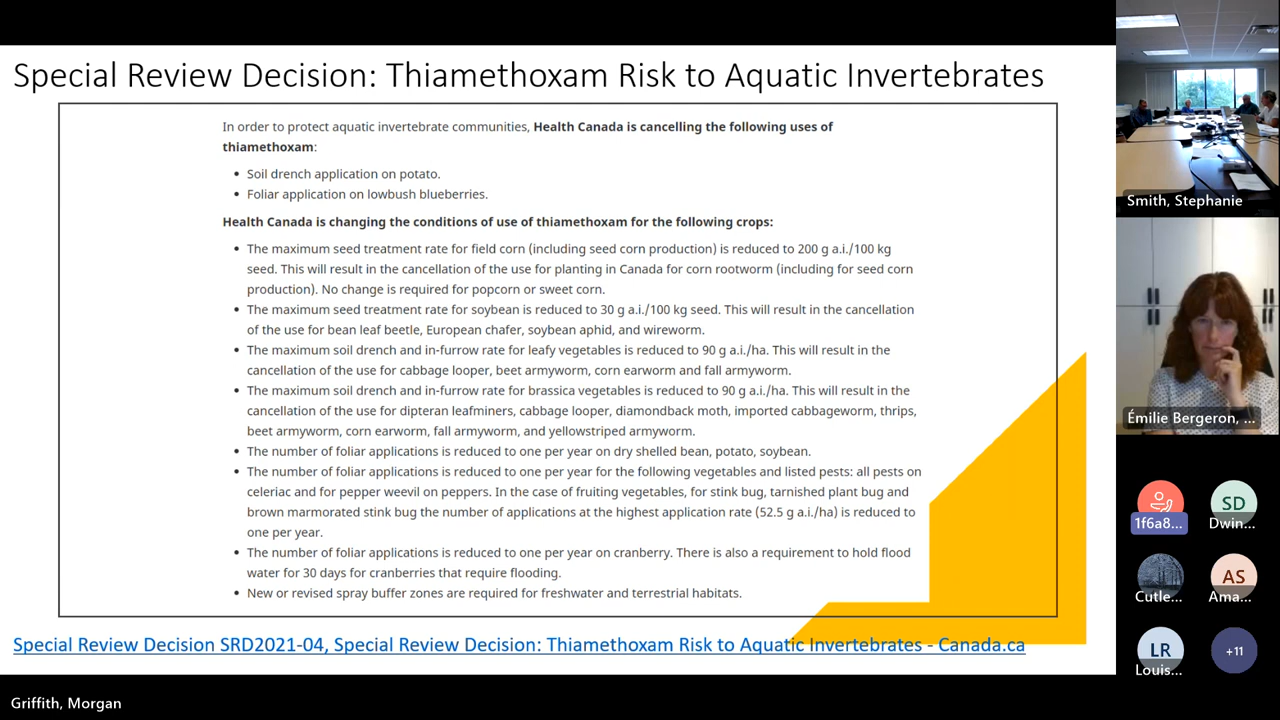 Special Review Decision: Thiamethoxam Risk to Aquatic Invertebrates
In order to protect aquatic invertebrate communities, Health Canada is cancelling the following uses of
thiamethoxam:
• Soil drench application on potato.
• Foliar application on lowbush blueberries.
Health Canada is changing the conditions of use of thiamethoxam for the following crops:
• The maximum seed treatment rate for field corn (including seed corn production) is reduced to 200 g a.i./100 kg
seed. This will result in the cancellation of the use for planting in Canada for corn rootworm (including for seed corn
production). No change is required for popcorn or sweet corn.
• The maximum seed treatment rate for soybean is reduced to 30 g a.i./100 kg seed. This will result in the cancellation
of the use for bean leaf beetle, European chafer, soybean aphid, and wireworm.
• The maximum soil drench and in-furrow rate for leafy vegetables is reduced to 90 g a.i./ha. This will result in the
cancellation of the use for cabbage looper, beet armyworm, corn earworm and fall armyworm.
• The maximum soil drench and in-furrow rate for brassica vegetables is reduced to 90 g a.i./ha. This will result in the
cancellation of the use for dipteran leafminers, cabbage looper, diamondback moth, imported cabbageworm, thrips,
beet armyworm, corn earworm, fall armyworm, and yellowstriped armyworm.
• The number of foliar applications is reduced to one per year on dry shelled bean, potato, soybean.
• The number of foliar applications is reduced to one per year for the following vegetables and listed pests: all pests on
celeriac and for pepper weevil on peppers. In the case of fruiting vegetables, for stink bug, tarnished plant bug and
brown marmorated stink bug the number of applications at the highest application rate (52.5 g a.i./ha) is reduced to
one per year.
• The number of foliar applications is reduced to one per year on cranberry. There is also a requirement to hold flood
water for 30 days for cranberries that require flooding.
• New or revised spray buffer zones are required for freshwater and terrestrial habitats.
Special Review Decision SRD2021-04, Special Review Decision: Thiamethoxam Risk to Aquatic Invertebrates - Canada.ca
Griffith, Morgan
Smith, Stephanie
Émilie Bergeron, ...
1f6a8...
SD
Dwin...
Cutle...
AS
Ama...
LR
Louis...
+11